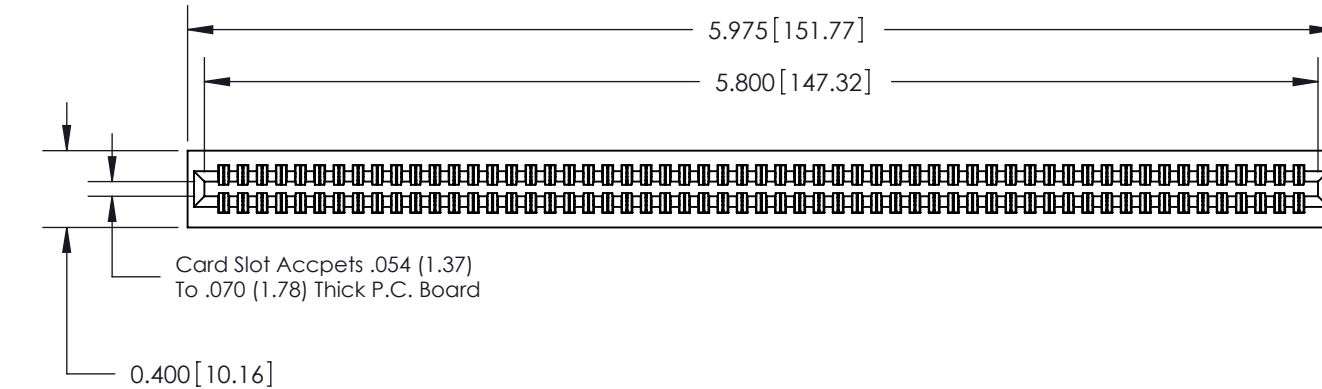 5.975[151.77]
5.800[147.32]
Card Slot Accpets .054 (1.37)
To .070 (1.78) Thick P.C. Board
0.400[10.16]